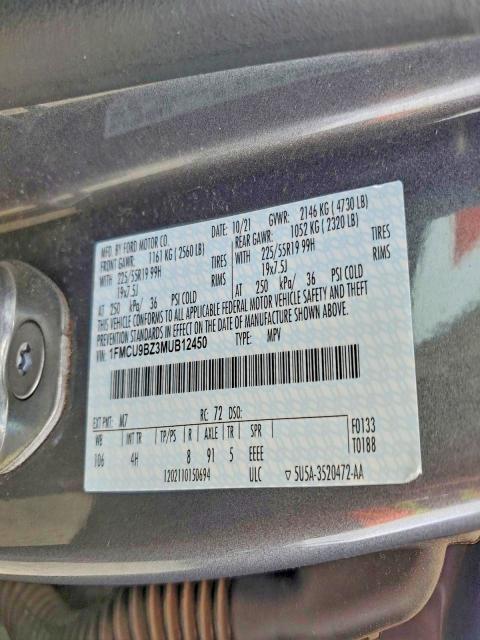 MFD. BY FORD MOTOR CO. 10/21 GVWR: 2146 KG ( 4730 LB)
FRONT GAWR: 1161 KG ( 2560 LB) REAR GAWR: 1052 KG ( 2320 LB)
WITH 225/55R19 99H TIRES WITH 225/55R19 99H TIRES
19x7.5J RIMS 19x7.5J RIMS
AT 250 kPa/ 36 PSI COLD AT 250 kPa/ 36 PSI COLD
THIS VEHICLE CONFORMS TO ALL APPLICABLE FEDERAL MOTOR VEHICLE SAFETY AND THEFT
PREVENTION STANDARDS IN EFFECT ON THE DATE OF MANUFACTURE SHOWN ABOVE.
VIN: 1FMCU9BZ3MUB12450 TYPE: MPV
EXT PNT: M7 RC: 72 DSO:
WB INT TR TP/PS R AXLE TR SPR
106 4H 8 91 5 EEEE
F0133
T0188
1202110150694 ULC ▽ 5U5A-3520472-AA